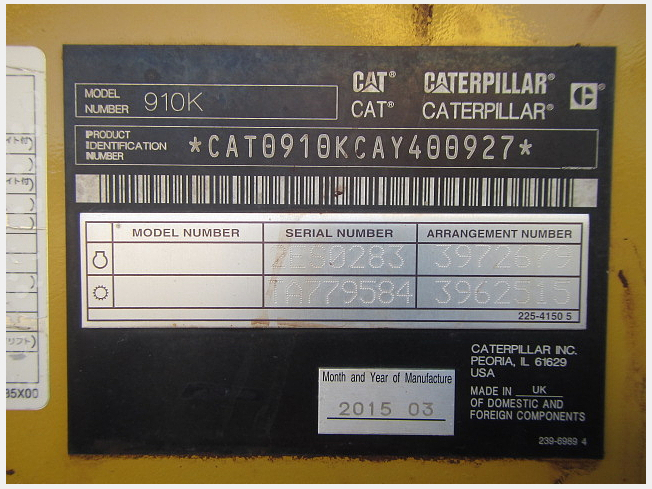 CAT® CATERPILLAR®
CAT® CATERPILLAR®
MODEL NUMBER 910K
PRODUCT IDENTIFICATION NUMBER *CAT0910KCAY400927*
MODEL NUMBER SERIAL NUMBER ARRANGEMENT NUMBER
3972679
3962515
225-4150 5
CATERPILLAR INC.
PEORIA, IL 61629
USA
MADE IN UK
OF DOMESTIC AND
FOREIGN COMPONENTS
Month and Year of Manufacture
2015 03
239-6989 4
35X00